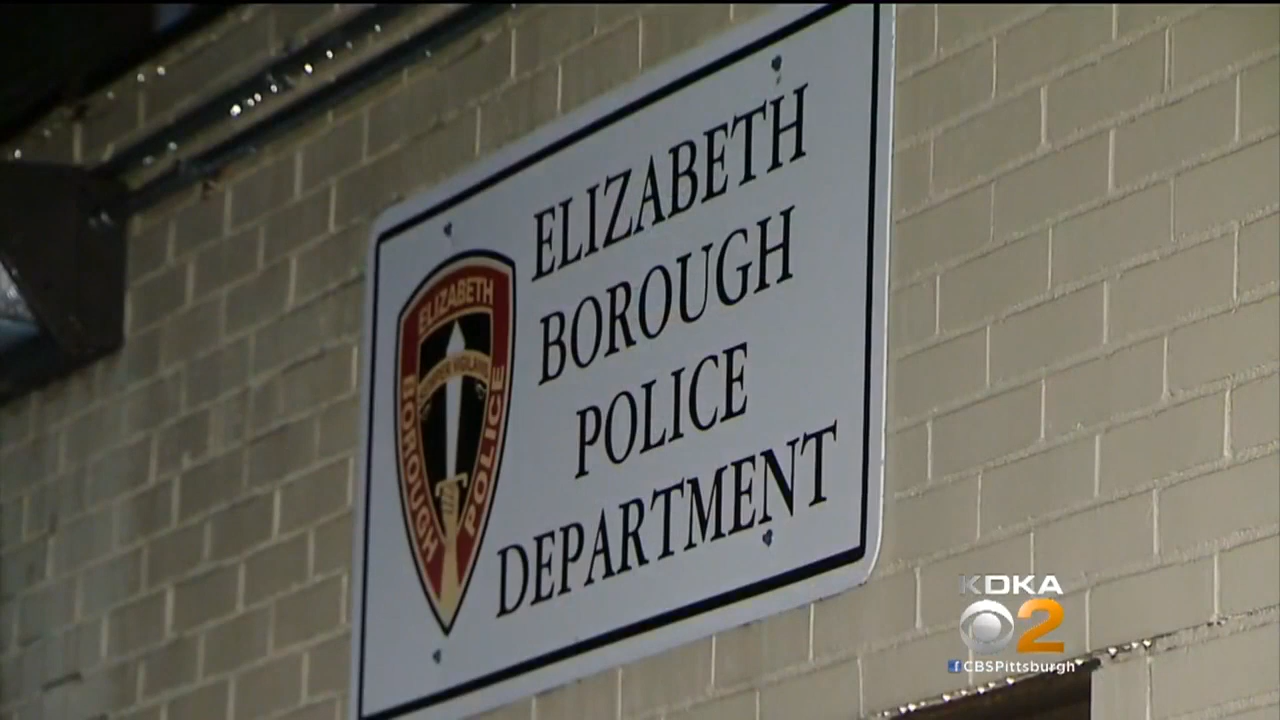 ELIZABETH
BOROUGH
POLICE
DEPARTMENT
ELIZABETH
BOROUGH
POLICE
KDKA
2
CBSPittsburgh